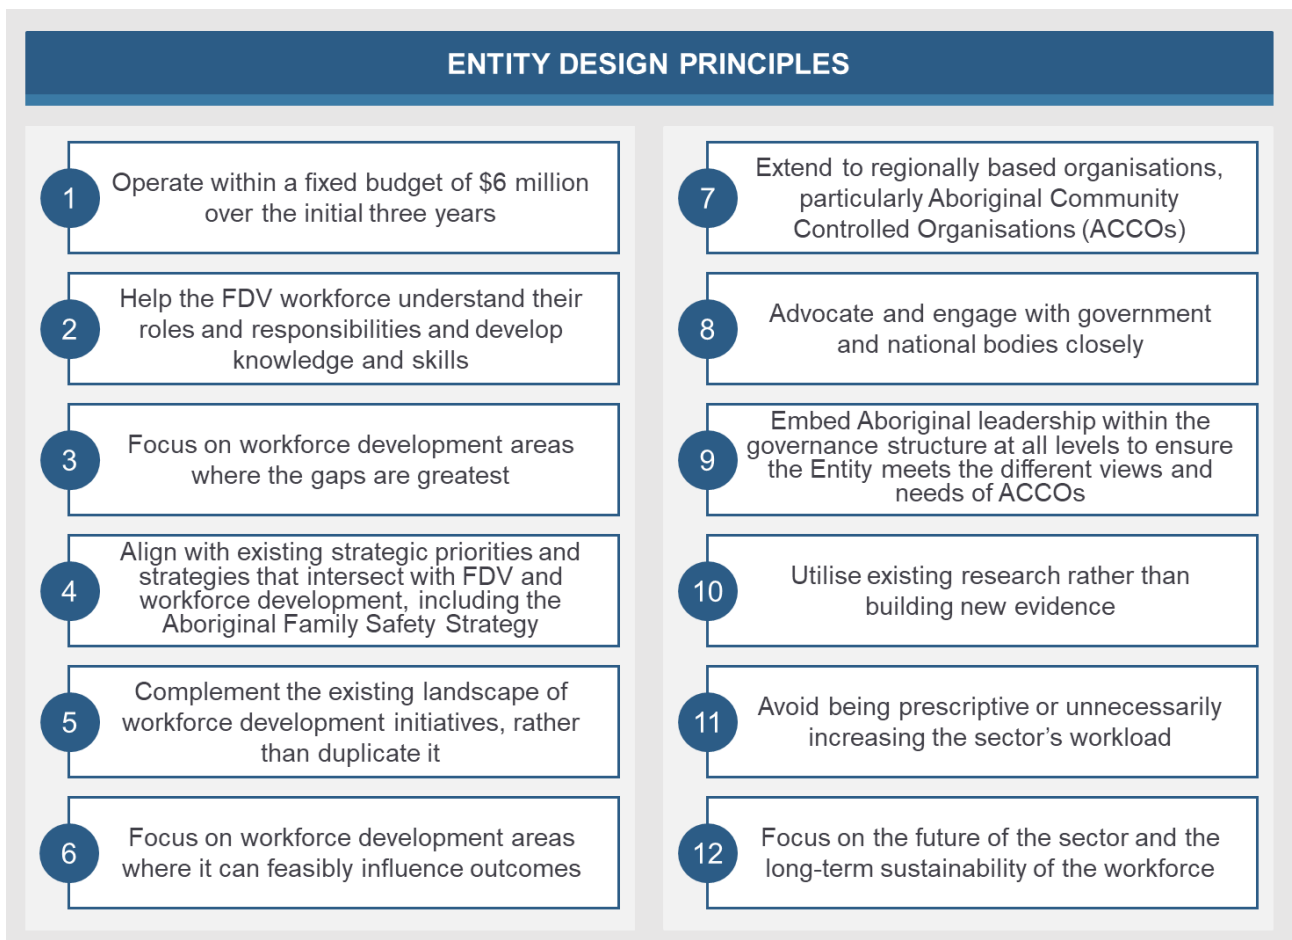 ENTITY DESIGN PRINCIPLES
1
Operate within a fixed budget of $6 million
over the initial three years
2
Help the FDV workforce understand their
roles and responsibilities and develop
knowledge and skills
3
Focus on workforce development areas
where the gaps are greatest
4
Align with existing strategic priorities and
strategies that intersect with FDV and
workforce development, including the
Aboriginal Family Safety Strategy
5
Complement the existing landscape of
workforce development initiatives, rather
than duplicate it
6
Focus on workforce development areas
where it can feasibly influence outcomes
7
Extend to regionally based organisations,
particularly Aboriginal Community
Controlled Organisations (ACCOs)
8
Advocate and engage with government
and national bodies closely
9
Embed Aboriginal leadership within the
governance structure at all levels to ensure
the Entity meets the different views and
needs of ACCOs
10
Utilise existing research rather than
building new evidence
11
Avoid being prescriptive or unnecessarily
increasing the sector’s workload
12
Focus on the future of the sector and the
long-term sustainability of the workforce